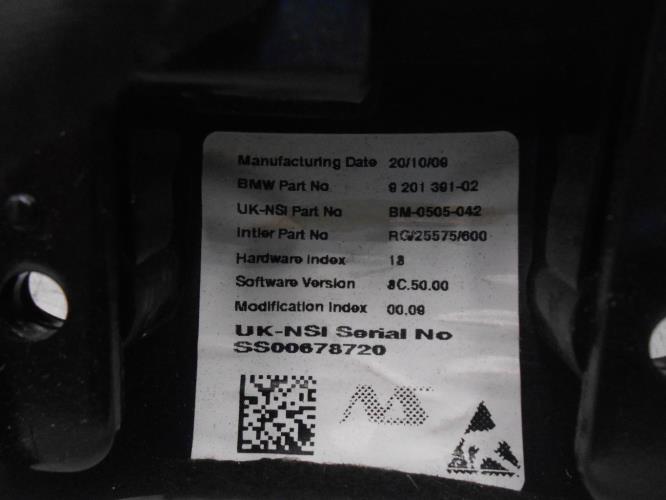 Manufacturing Date 20/10/09
BMW Part No 9 201 391-02
UK-NSI Part No BM-0505-042
Intier Part No RG/25575/600
Hardware Index 13
Software Version 3C.50.00
Modification Index 00.09
UK-NSI Serial No
SS00678720